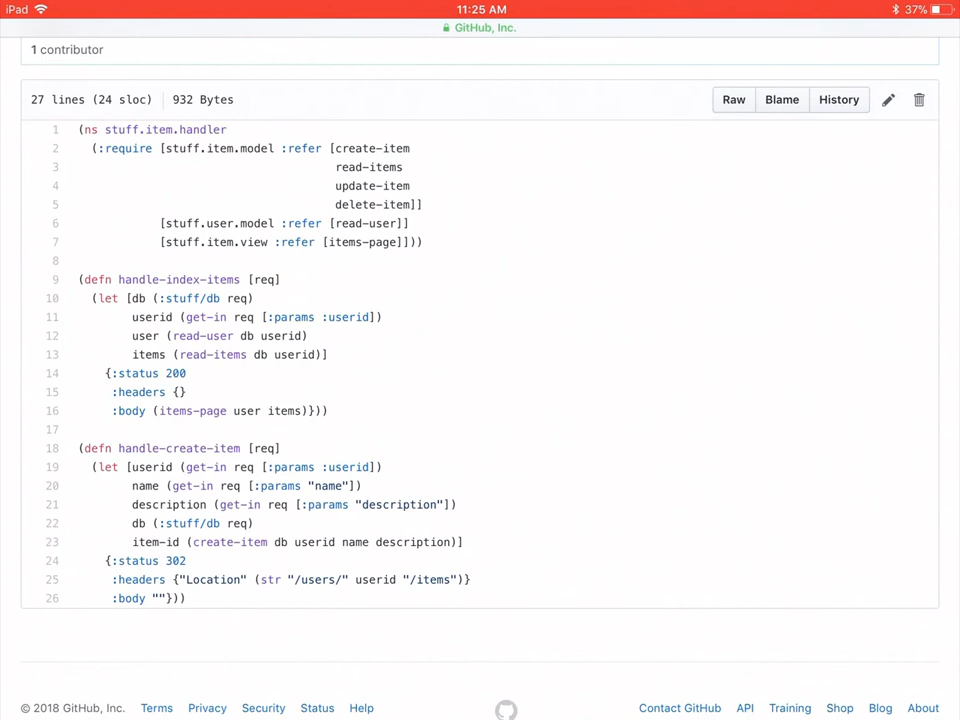 iPad 11:25 AM 37%
GitHub, Inc.
1 contributor
27 lines (24 sloc) 932 Bytes Raw Blame History
1 (ns stuff.item.handler
2 (:require [stuff.item.model :refer [create-item
3 read-items
4 update-item
5 delete-item]]
6 [stuff.user.model :refer [read-user]]
7 [stuff.item.view :refer [items-page]]))
8
9 (defn handle-index-items [req]
10 (let [db (:stuff/db req)
11 userid (get-in req [:params :userid])
12 user (read-user db userid)
13 items (read-items db userid)]
14 {:status 200
15 :headers {}
16 :body (items-page user items)}))
17
18 (defn handle-create-item [req]
19 (let [userid (get-in req [:params :userid])
20 name (get-in req [:params "name"])
21 description (get-in req [:params "description"])
22 db (:stuff/db req)
23 item-id (create-item db userid name description)]
24 {:status 302
25 :headers {"Location" (str "/users/" userid "/items")}
26 :body ""}))
© 2018 GitHub, Inc. Terms Privacy Security Status Help Contact GitHub API Training Shop Blog About